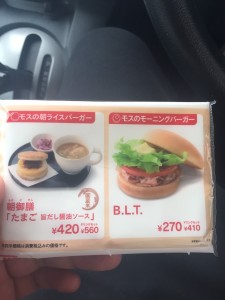 モスの朝ライスバーガー
朝御膳
「たまご 旨だし醤油ソース」
¥420 ¥560
モスのモーニングバーガー
B.L.T.
¥270 ¥410